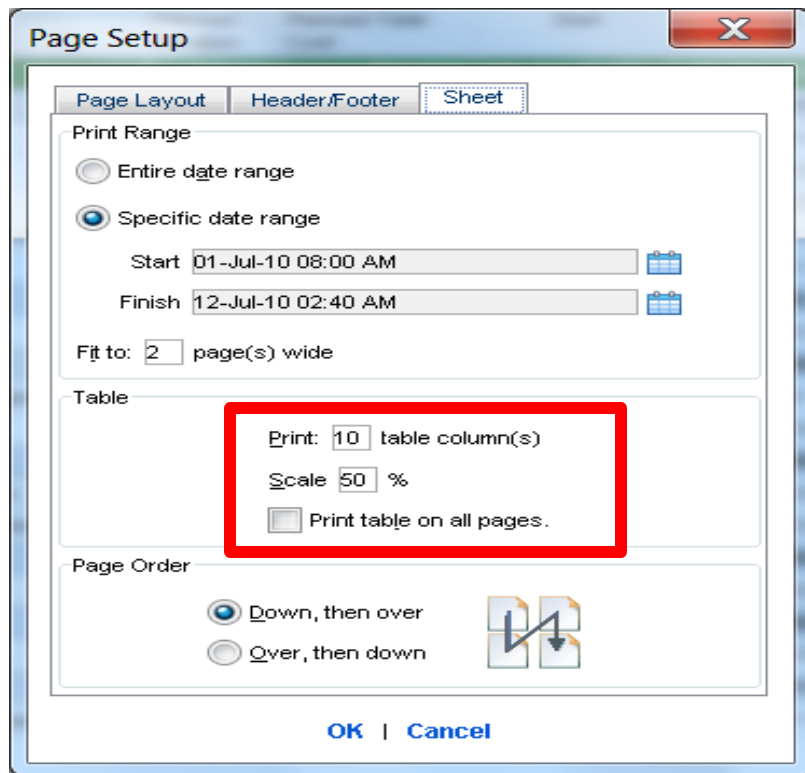 Page Setup
Page Layout Header/Footer Sheet
Print Range
Entire date range
Specific date range
Start 01-Jul-10 08:00 AM
Finish 12-Jul-10 02:40 AM
Fit to: 2 page(s) wide
Table
Print: 10 table column(s)
Scale 50 %
Print table on all pages.
Page Order
Down, then over
Over, then down
OK | Cancel